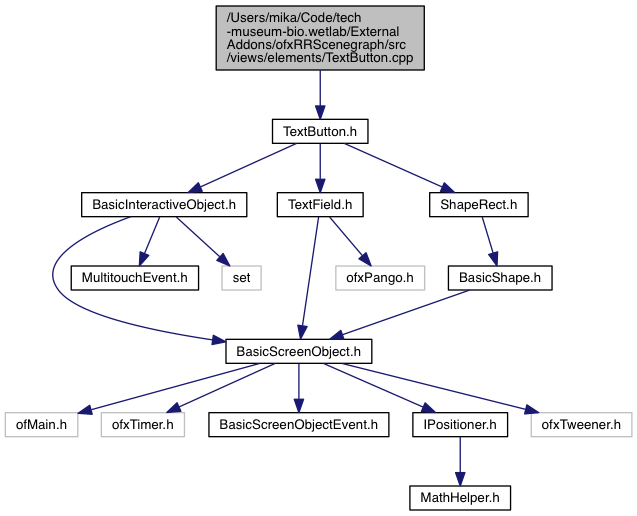 /Users/mika/Code/tech
-museum-bio.wetlab/External
Addons/ofxRRScenegraph/src
/views/elements/TextButton.cpp
TextButton.h
BasicInteractiveObject.h
TextField.h
ShapeRect.h
MultitouchEvent.h
set
ofxPango.h
BasicShape.h
BasicScreenObject.h
ofMain.h
ofxTimer.h
BasicScreenObjectEvent.h
IPositioner.h
ofxTweener.h
MathHelper.h